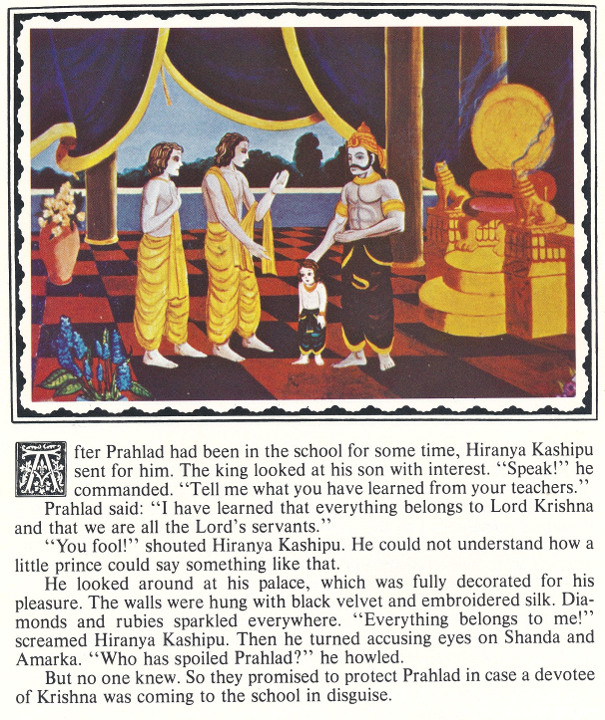 After Prahlad had been in the school for some time, Hiranya Kashipu
sent for him. The king looked at his son with interest. “Speak!” he
commanded. “Tell me what you have learned from your teachers.”
Prahlad said: “I have learned that everything belongs to Lord Krishna
and that we are all the Lord’s servants.”
“You fool!” shouted Hiranya Kashipu. He could not understand how a
little prince could say something like that.
He looked around at his palace, which was fully decorated for his
pleasure. The walls were hung with black velvet and embroidered silk. Dia-
monds and rubies sparkled everywhere. “Everything belongs to me!”
screamed Hiranya Kashipu. Then he turned accusing eyes on Shanda and
Amarka. “Who has spoiled Prahlad?” he howled.
But no one knew. So they promised to protect Prahlad in case a devotee
of Krishna was coming to the school in disguise.